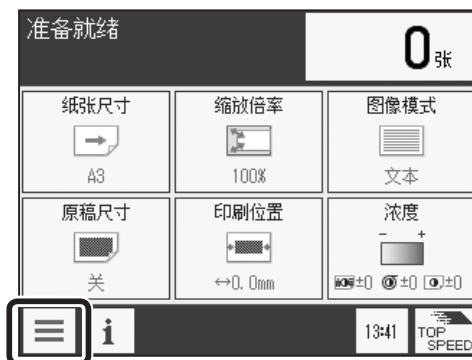 准备就绪
0张
纸张尺寸 缩放倍率 图像模式
A3 100% 文本
原稿尺寸 印刷位置 浓度
- +
关 ↔0.0mm ±0 ±0 ±0
i 13:41 TOP
SPEED